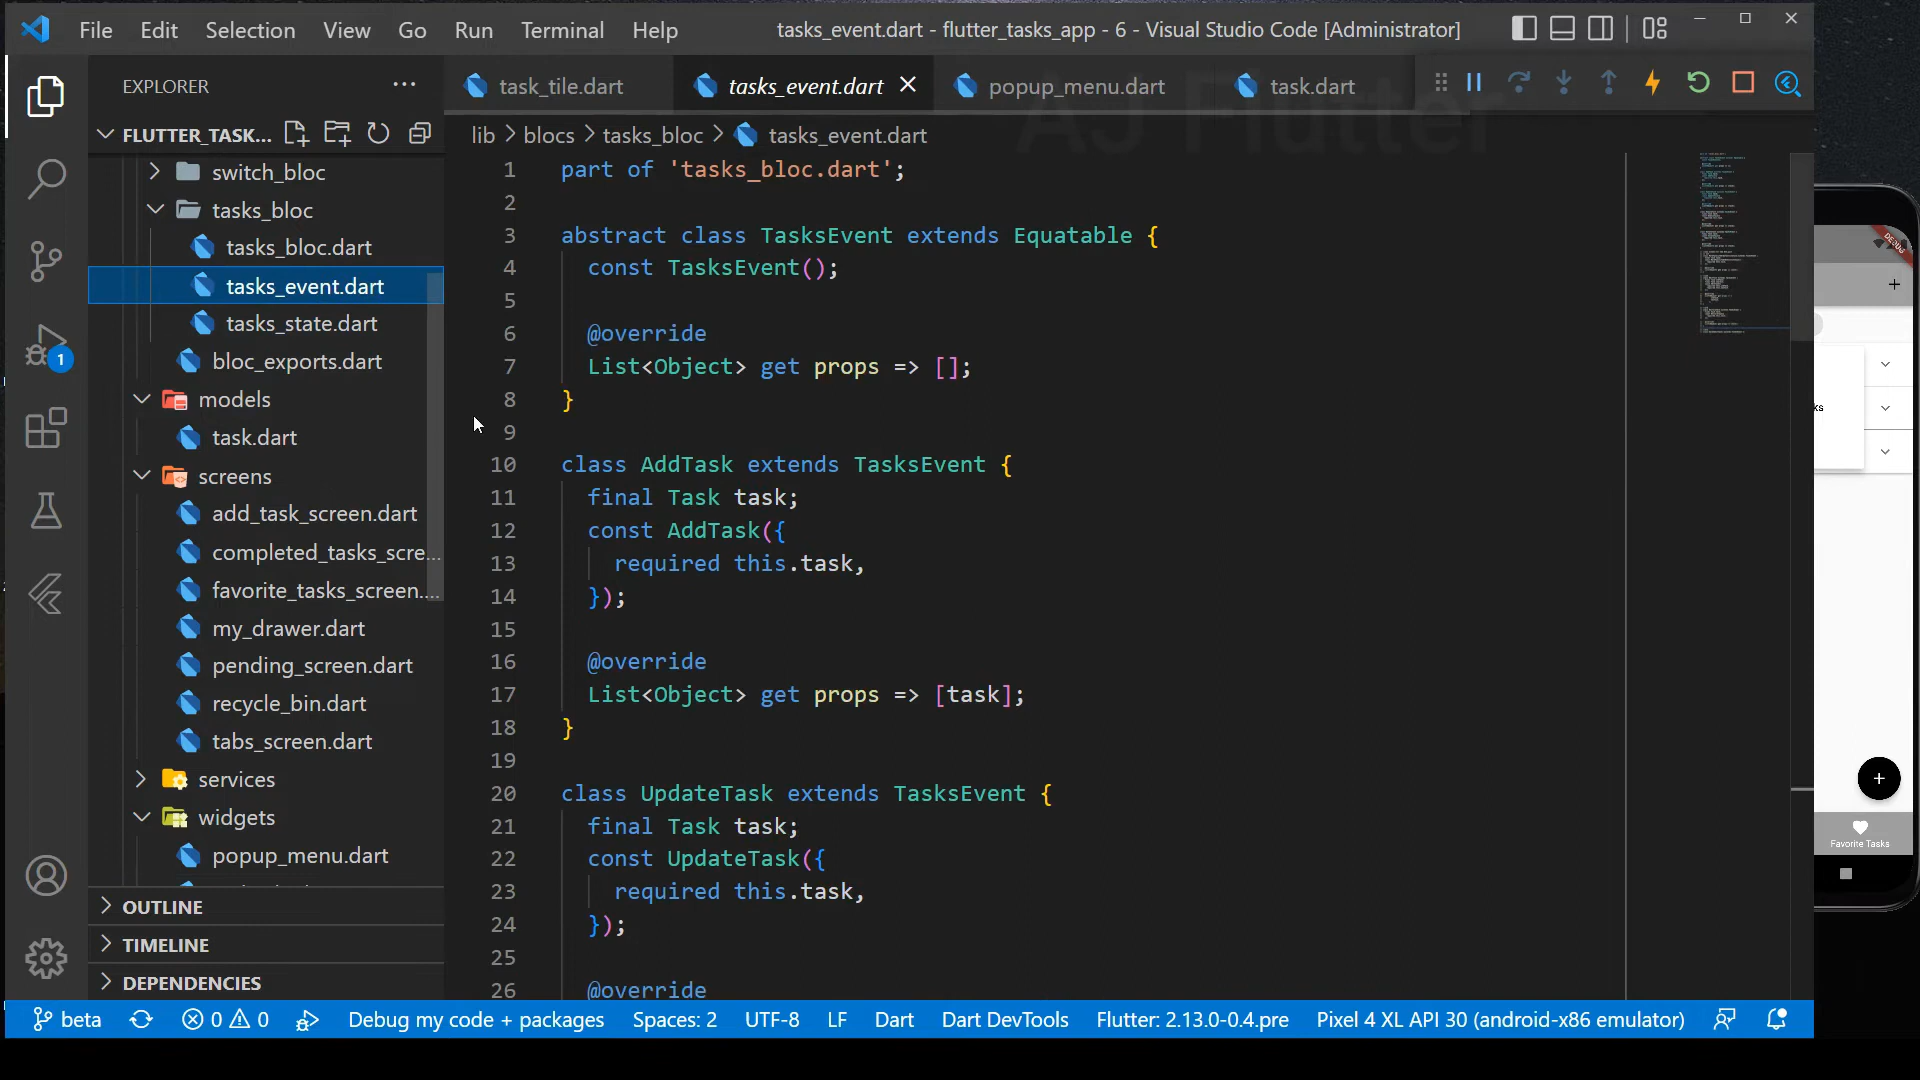 File Edit Selection View Go Run Terminal Help tasks_event.dart - flutter_tasks_app - 6 - Visual Studio Code [Administrator]
EXPLORER
task_tile.dart tasks_event.dart popup_menu.dart task.dart
AJ Flutter
FLUTTER_TASK...
lib > blocs > tasks_bloc > tasks_event.dart
switch_bloc
tasks_bloc
tasks_bloc.dart
tasks_event.dart
tasks_state.dart
bloc_exports.dart
models
task.dart
screens
add_task_screen.dart
completed_tasks_scre...
favorite_tasks_screen....
my_drawer.dart
pending_screen.dart
recycle_bin.dart
tabs_screen.dart
services
widgets
popup_menu.dart
OUTLINE
TIMELINE
DEPENDENCIES
1
1 part of 'tasks_bloc.dart';
2
3 abstract class TasksEvent extends Equatable {
4 const TasksEvent();
5
6 @override
7 List<Object> get props => [];
8 }
9
10 class AddTask extends TasksEvent {
11 final Task task;
12 const AddTask({
13 required this.task,
14 });
15
16 @override
17 List<Object> get props => [task];
18 }
19
20 class UpdateTask extends TasksEvent {
21 final Task task;
22 const UpdateTask({
23 required this.task,
24 });
25
26 @override
DEBUG
ks
Favorite Tasks
beta 0 0 Debug my code + packages Spaces: 2 UTF-8 LF Dart Dart DevTools Flutter: 2.13.0-0.4.pre Pixel 4 XL API 30 (android-x86 emulator)